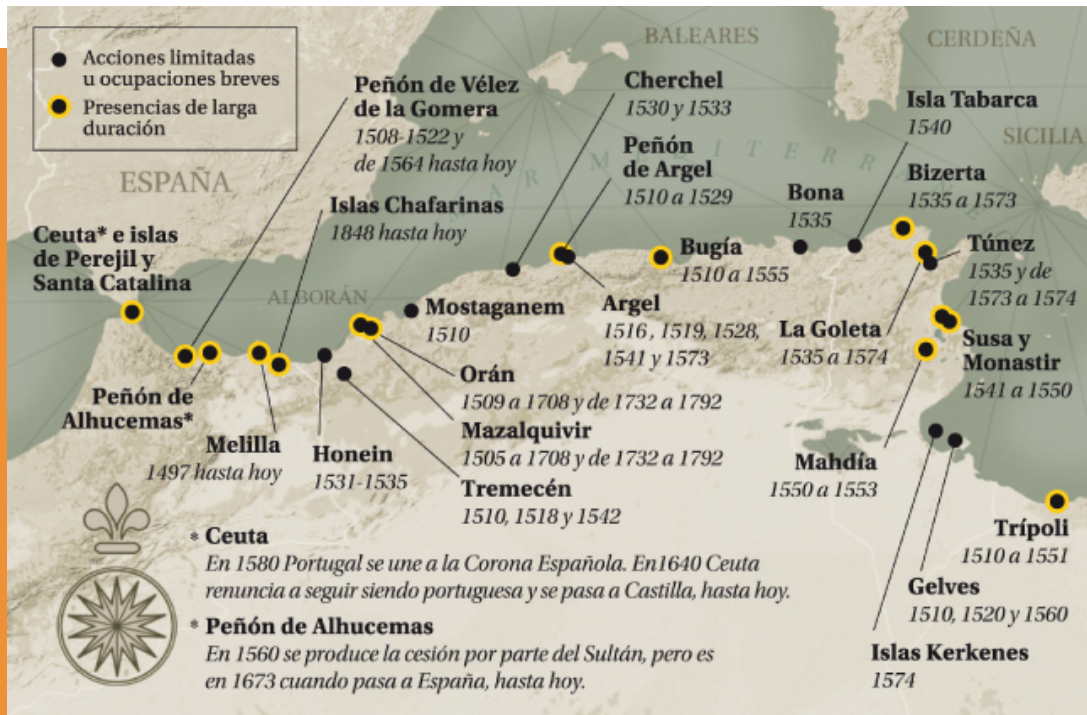 Acciones limitadas
u ocupaciones breves
Presencias de larga
duración
BALEARES
CERDEÑA
SICILIA
ESPAÑA
ALBORÁN
MAR MEDITERRÁNEO
Peñón de Vélez
de la Gomera
1508-1522 y
de 1564 hasta hoy
Cherchel
1530 y 1533
Isla Tabarca
1540
Peñón
de Argel
1510 a 1529
Bizerta
1535 a 1573
Bona
1535
Islas Chafarinas
1848 hasta hoy
Ceuta* e islas
de Perejil y
Santa Catalina
Bugía
1510 a 1555
Túnez
1535 y de
1573 a 1574
Mostaganem
1510
Argel
1516 , 1519, 1528,
1541 y 1573
La Goleta
1535 a 1574
Susa y
Monastir
1541 a 1550
Orán
1509 a 1708 y de 1732 a 1792
Peñón de
Alhucemas*
Melilla
1497 hasta hoy
Honein
1531-1535
Mazalquivir
1505 a 1708 y de 1732 a 1792
Mahdía
1550 a 1553
Tremecén
1510, 1518 y 1542
Trípoli
1510 a 1551
Gelves
1510, 1520 y 1560
Islas Kerkenes
1574
* Ceuta
En 1580 Portugal se une a la Corona Española. En1640 Ceuta
renuncia a seguir siendo portuguesa y se pasa a Castilla, hasta hoy.
* Peñón de Alhucemas
En 1560 se produce la cesión por parte del Sultán, pero es
en 1673 cuando pasa a España, hasta hoy.